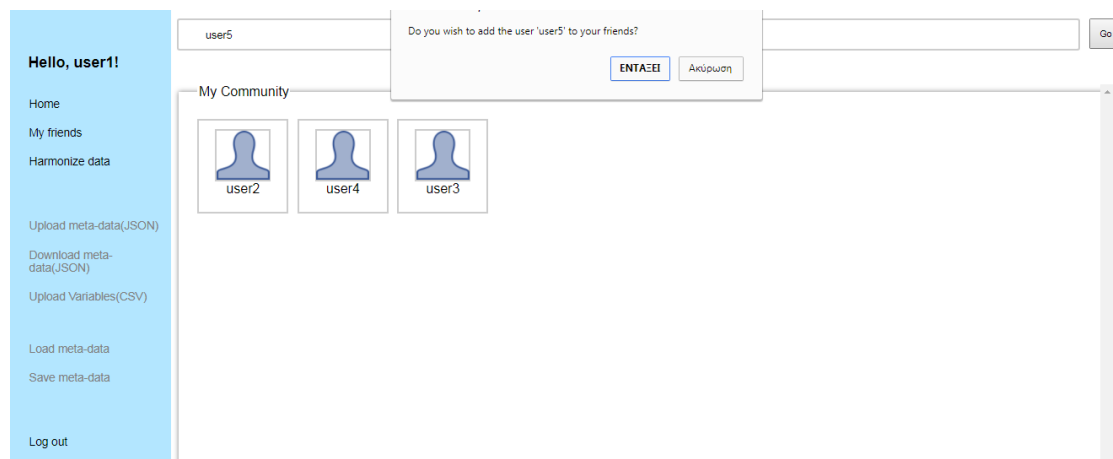 user5
Go
Do you wish to add the user 'user5' to your friends?
ΕΝΤΑΞΕΙ
Ακύρωση
Hello, user1!
Home
My friends
Harmonize data
Upload meta-data(JSON)
Download meta-
data(JSON)
Upload Variables(CSV)
Load meta-data
Save meta-data
Log out
My Community
user2
user4
user3